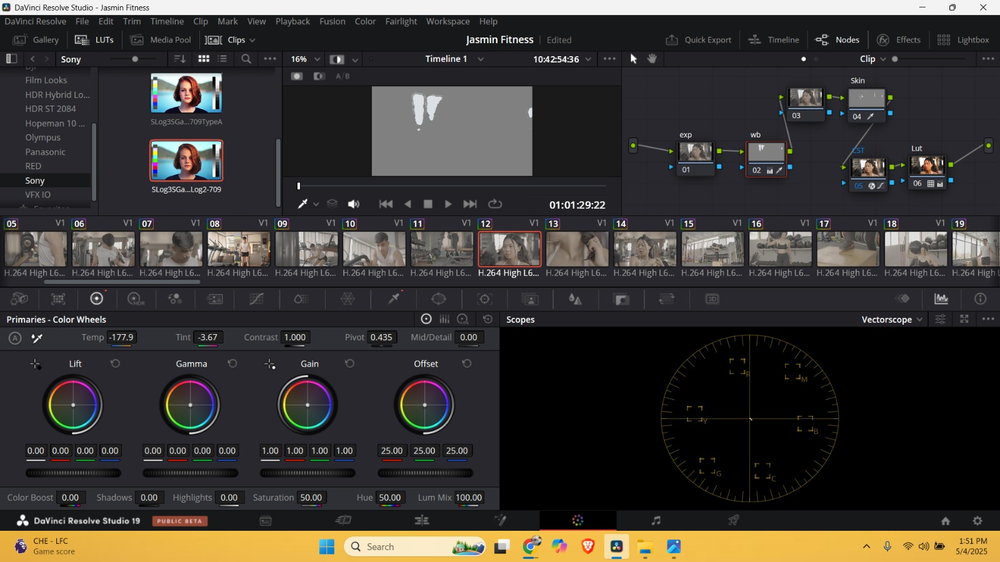 DaVinci Resolve Studio - Jasmin Fitness
DaVinci Resolve File Edit Trim Timeline Clip Mark View Playback Fusion Color Fairlight Workspace Help
Gallery LUTs Media Pool Clips Jasmin Fitness Edited Quick Export Timeline Nodes Effects Lightbox
Sony 16% Timeline 1 10:42:54:36 Clip
A/B
Film Looks
HDR Hybrid Lo...
HDR ST 2084
Hopeman 10 ...
Olympus
Panasonic
RED
Sony
VFX IO
SLog3SGa...709TypeA
SLog3SGa...Log2-709
01:01:29:22
Skin
03
04
exp
wb
01
02
CST
Lut
05
06
05 V1 06 V1 07 V1 08 V1 09 V1 10 V1 11 V1 12 V1 13 V1 14 V1 15 V1 16 V1 17 V1 18 V1 19
H.264 High L6... H.264 High L6... H.264 High L6... H.264 High L6... H.264 High L6... H.264 High L6... H.264 High L6... H.264 High L6... H.264 High L6... H.264 High L6... H.264 High L6... H.264 High L6... H.264 High L6... H.264 High L6... H.264 High
HDR
3D
Primaries - Color Wheels
Scopes Vectorscope
A Temp -177.9 Tint -3.67 Contrast 1.000 Pivot 0.435 Mid/Detail 0.00
Lift Gamma Gain Offset
0.00 0.00 0.00 0.00 0.00 0.00 0.00 0.00 1.00 1.00 1.00 1.00 25.00 25.00 25.00
Color Boost 0.00 Shadows 0.00 Highlights 0.00 Saturation 50.00 Hue 50.00 Lum Mix 100.00
R
M
Y
B
G
C
DaVinci Resolve Studio 19 PUBLIC BETA
CHE - LFC
Game score
Search
1:51 PM
5/4/2025